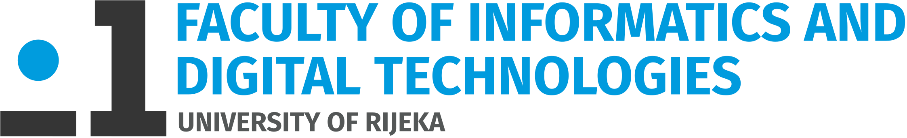 FACULTY OF INFORMATICS AND
DIGITAL TECHNOLOGIES
UNIVERSITY OF RIJEKA